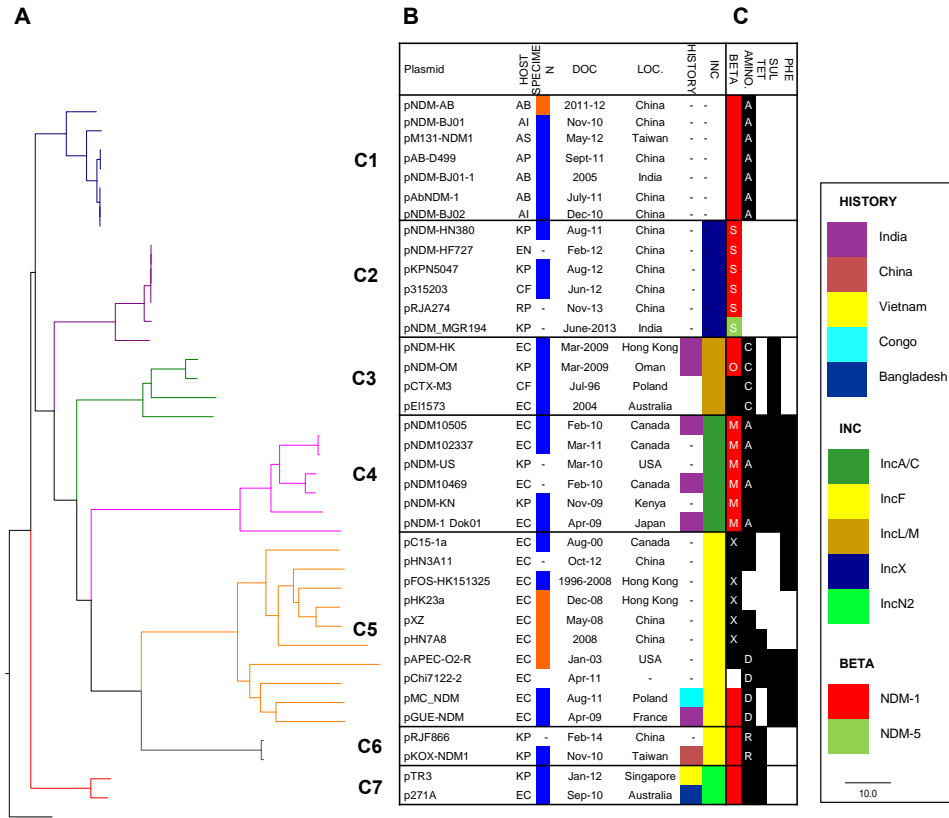 A B C
Plasmid HOST SPECIMEN DOC LOC. HISTORY INC BETA AMINO. TET SUL PHE
pNDM-AB AB 2011-12 China - - A
pNDM-BJ01 AI Nov-10 China - - A
pM131-NDM1 AS May-12 Taiwan - - A
C1 pAB-D499 AP Sept-11 China - - A
pNDM-BJ01-1 AB 2005 India - - A
pAbNDM-1 AB July-11 China - - A
pNDM-BJ02 AI Dec-10 China - - A
pNDM-HN380 KP Aug-11 China - S
pNDM-HF727 EN - Feb-12 China - S
C2 pKPN5047 KP Aug-12 China - S
p315203 CF Jun-12 China - S
pRJA274 RP - Nov-13 China - S
pNDM_MGR194 KP - June-2013 India - S
pNDM-HK EC Mar-2009 Hong Kong C
C3 pNDM-OM KP Mar-2009 Oman O C
pCTX-M3 CF Jul-96 Poland C
pEI1573 EC 2004 Australia C
pNDM10505 EC Feb-10 Canada M A
pNDM102337 EC Mar-11 Canada - M A
C4 pNDM-US KP - Mar-10 USA - M A
pNDM10469 EC - Feb-10 Canada M A
pNDM-KN KP Nov-09 Kenya - M
pNDM-1_Dok01 EC Apr-09 Japan M A
pC15-1a EC Aug-00 Canada - X
pHN3A11 EC - Oct-12 China -
pFOS-HK151325 EC 1996-2008 Hong Kong - X
pHK23a EC Dec-08 Hong Kong - X
C5 pXZ EC May-08 China - X
pHN7A8 EC 2008 China - X
pAPEC-O2-R EC Jan-03 USA - D
pChi7122-2 EC Apr-11 - - D
pMC_NDM EC Aug-11 Poland D
pGUE-NDM EC Apr-09 France D
C6 pRJF866 KP - Feb-14 China - R
pKOX-NDM1 KP Nov-10 Taiwan R
C7 pTR3 KP Jan-12 Singapore
p271A EC Sep-10 Australia
HISTORY
India
China
Vietnam
Congo
Bangladesh
INC
IncA/C
IncF
IncL/M
IncX
IncN2
BETA
NDM-1
NDM-5
10.0